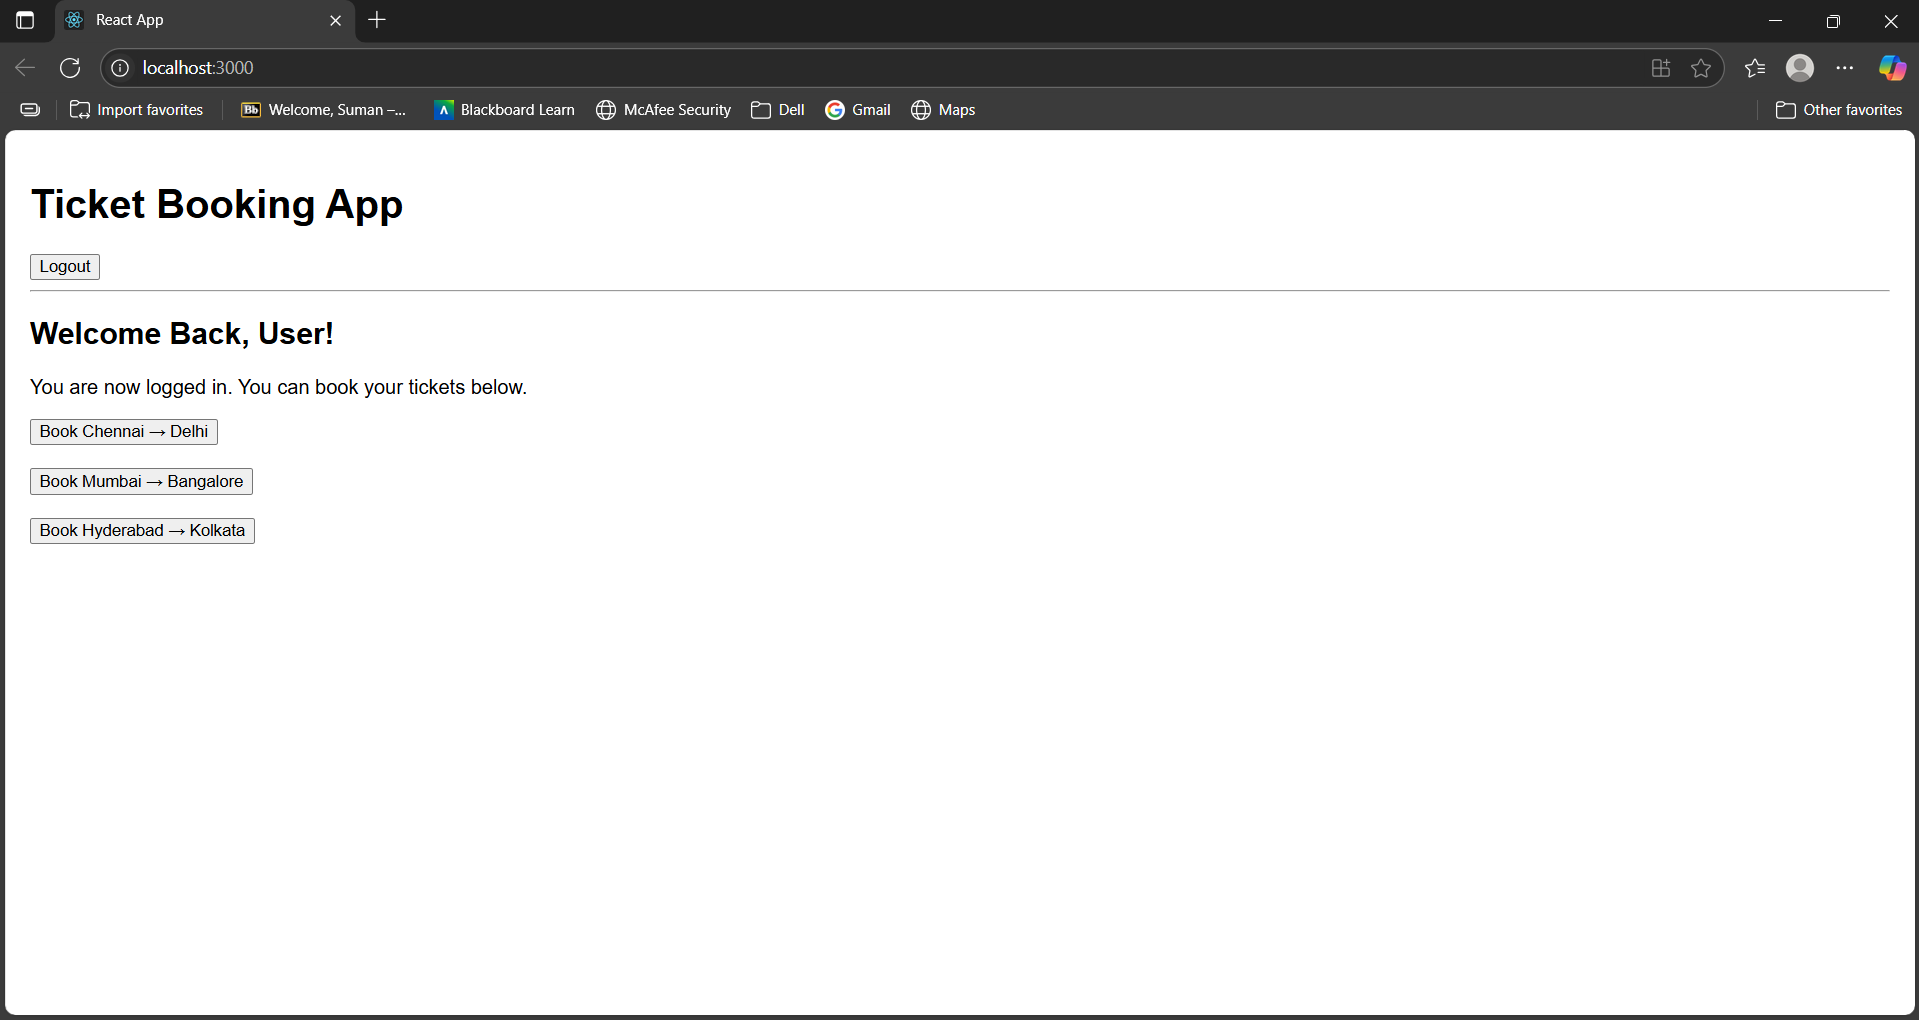 React App
localhost:3000
Import favorites
Bb Welcome, Suman –...
Blackboard Learn
McAfee Security
Dell
G Gmail
Maps
Other favorites
Ticket Booking App
Logout
Welcome Back, User!
You are now logged in. You can book your tickets below.
Book Chennai → Delhi
Book Mumbai → Bangalore
Book Hyderabad → Kolkata